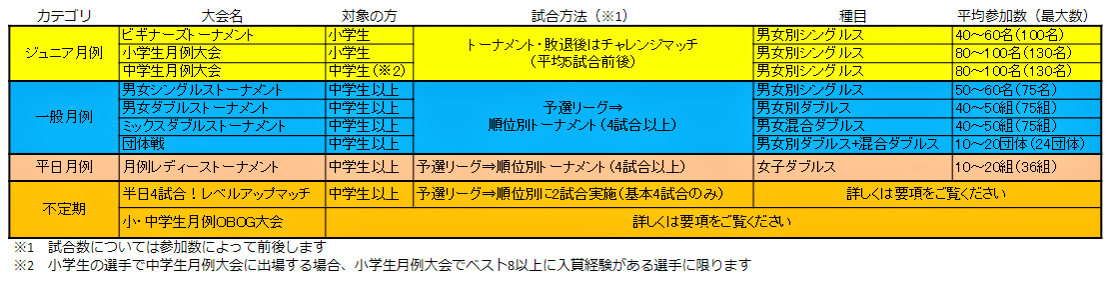 カテゴリ 大会名 対象の方 試合方法（※1） 種目 平均参加数（最大数）
ジュニア月例
ビギナーズトーナメント 小学生 男女別シングルス 40～60名(100名)
小学生月例大会 小学生 男女別シングルス 80～100名(130名)
中学生月例大会 中学生(※2) 男女別シングルス 80～100名(130名)
トーナメント・敗退後はチャレンジマッチ
(平均5試合前後)
一般月例
男女シングルストーナメント 中学生以上 男女別シングルス 50～60名(75名)
男女ダブルストーナメント 中学生以上 男女別ダブルス 40～50組(75組)
ミックスダブルストーナメント 中学生以上 男女混合ダブルス 40～50組(75組)
団体戦 中学生以上 男女別ダブルス+混合ダブルス 10～20団体(24団体)
予選リーグ⇒
順位別トーナメント(4試合以上)
平日月例 月例レディーストーナメント 中学生以上 予選リーグ⇒順位別トーナメント(4試合以上) 女子ダブルス 10～20組(36組)
不定期
半日4試合！レベルアップマッチ 中学生以上 予選リーグ⇒順位別に2試合実施(基本4試合のみ) 詳しくは要項をご覧ください
小・中学生月例OBOG大会 詳しくは要項をご覧ください
※1 試合数については参加数によって前後します
※2 小学生の選手で中学生月例大会に出場する場合、小学生月例大会でベスト8以上に入賞経験がある選手に限ります